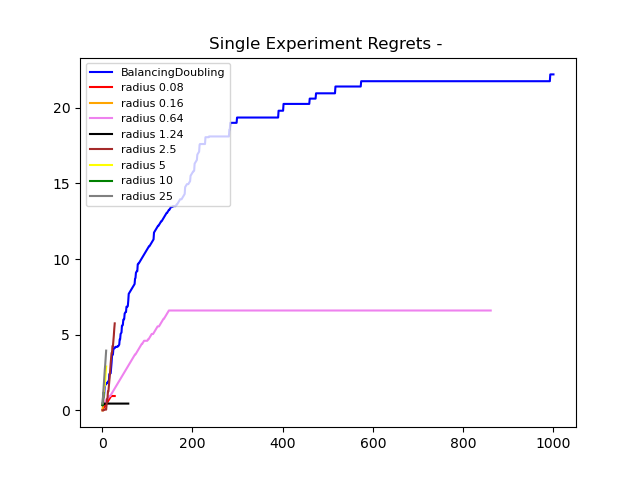 Single Experiment Regrets -
BalancingDoubling
radius 0.08
radius 0.16
radius 0.64
radius 1.24
radius 2.5
radius 5
radius 10
radius 25
20
15
10
5
0
0 200 400 600 800 1000